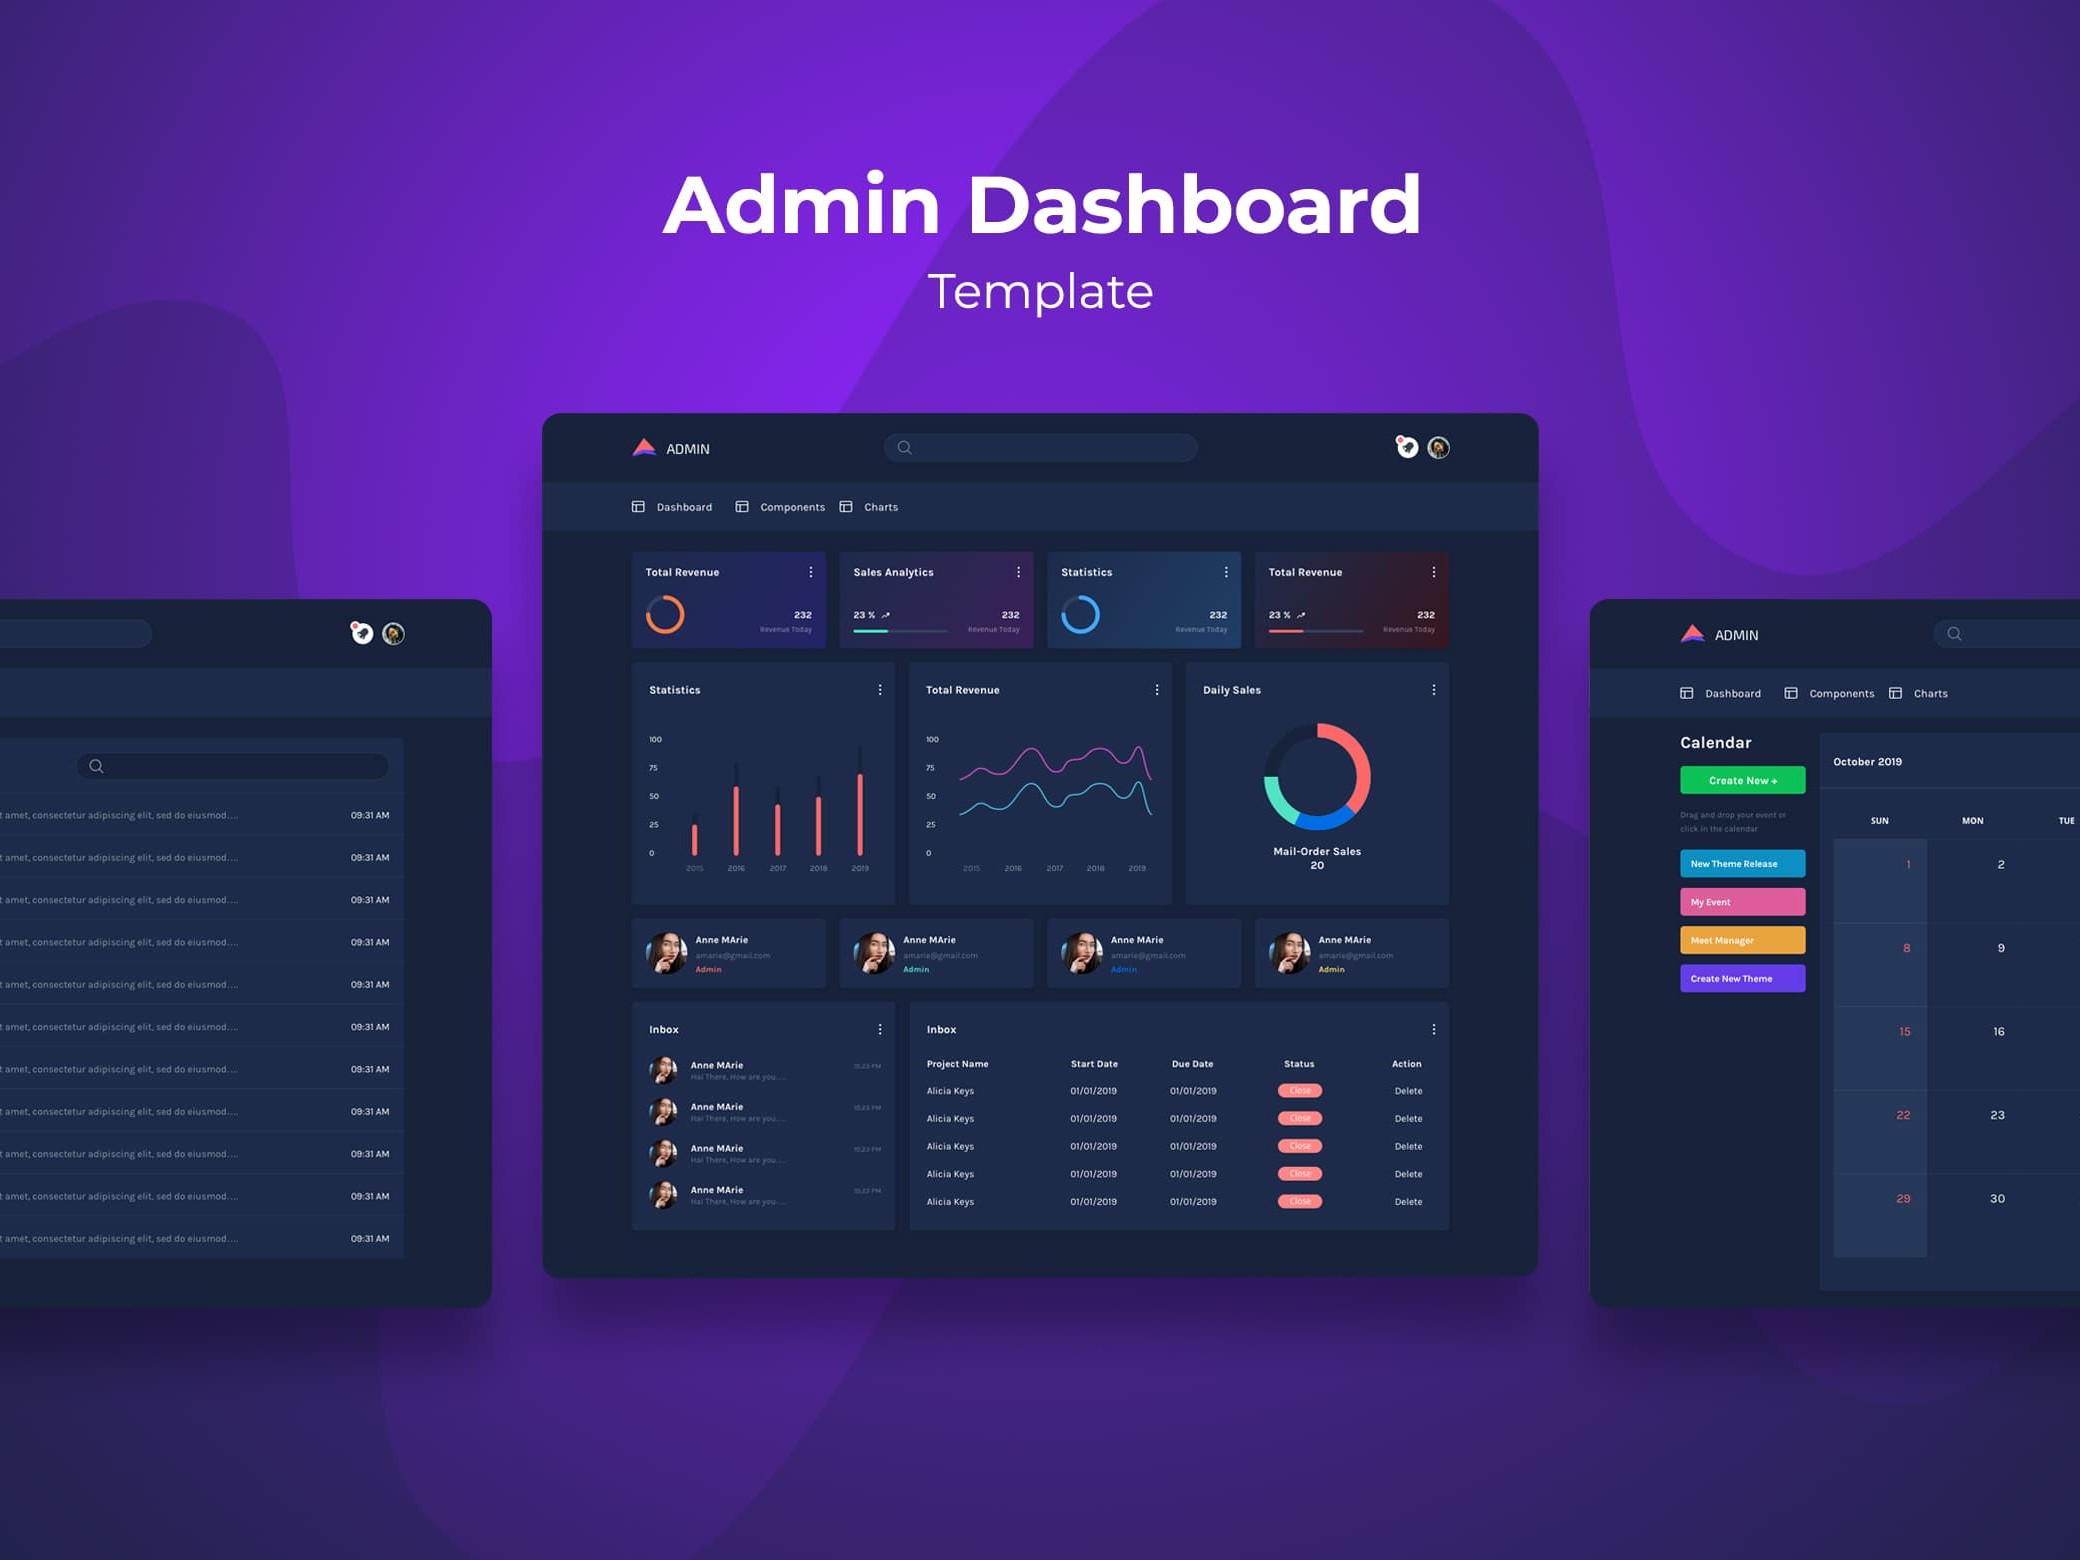 Admin Dashboard
Template
t amet, consectetur adipiscing elit, sed do eiusmod.... 09:31 AM
t amet, consectetur adipiscing elit, sed do eiusmod.... 09:31 AM
t amet, consectetur adipiscing elit, sed do eiusmod.... 09:31 AM
t amet, consectetur adipiscing elit, sed do eiusmod.... 09:31 AM
t amet, consectetur adipiscing elit, sed do eiusmod.... 09:31 AM
t amet, consectetur adipiscing elit, sed do eiusmod.... 09:31 AM
t amet, consectetur adipiscing elit, sed do eiusmod.... 09:31 AM
t amet, consectetur adipiscing elit, sed do eiusmod.... 09:31 AM
t amet, consectetur adipiscing elit, sed do eiusmod.... 09:31 AM
t amet, consectetur adipiscing elit, sed do eiusmod.... 09:31 AM
t amet, consectetur adipiscing elit, sed do eiusmod.... 09:31 AM
ADMIN
Dashboard Components Charts
Total Revenue
232
Revenue Today
Sales Analytics
23 % 232
Revenue Today
Statistics
232
Revenue Today
Total Revenue
23 % 232
Revenue Today
Statistics
100
75
50
25
0
2015 2016 2017 2018 2019
Total Revenue
100
75
50
25
0
2015 2016 2017 2018 2019
Daily Sales
Mail-Order Sales
20
Anne MArie
amarie@gmail.com
Admin
Anne MArie
amarie@gmail.com
Admin
Anne MArie
amarie@gmail.com
Admin
Anne MArie
amarie@gmail.com
Admin
Inbox
Anne MArie 15.23 PM
Hai There, How are you.....
Anne MArie 15.23 PM
Hai There, How are you.....
Anne MArie 15.23 PM
Hai There, How are you.....
Anne MArie 15.23 PM
Hai There, How are you.....
Inbox
Project Name Start Date Due Date Status Action
Alicia Keys 01/01/2019 01/01/2019 Close Delete
Alicia Keys 01/01/2019 01/01/2019 Close Delete
Alicia Keys 01/01/2019 01/01/2019 Close Delete
Alicia Keys 01/01/2019 01/01/2019 Close Delete
Alicia Keys 01/01/2019 01/01/2019 Close Delete
ADMIN
Dashboard Components Charts
Calendar
Create New +
Drag and drop your event or
click in the calendar
New Theme Release
My Event
Meet Manager
Create New Theme
October 2019
SUN MON TUE
1 2
8 9
15 16
22 23
29 30